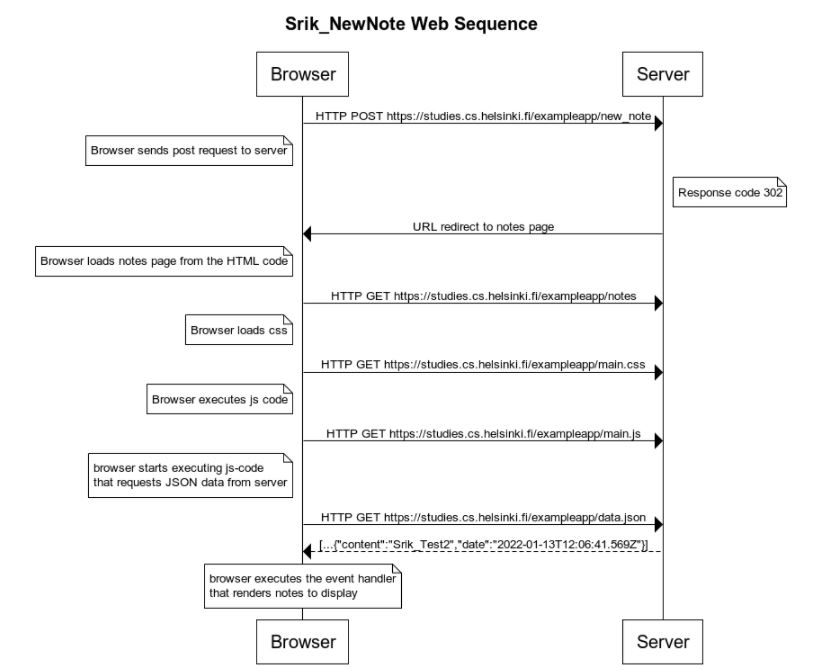 Srik_NewNote Web Sequence
Browser
Server
HTTP POST https://studies.cs.helsinki.fi/exampleapp/new_note
Browser sends post request to server
Response code 302
URL redirect to notes page
Browser loads notes page from the HTML code
HTTP GET https://studies.cs.helsinki.fi/exampleapp/notes
Browser loads css
HTTP GET https://studies.cs.helsinki.fi/exampleapp/main.css
Browser executes js code
HTTP GET https://studies.cs.helsinki.fi/exampleapp/main.js
browser starts executing js-code
that requests JSON data from server
HTTP GET https://studies.cs.helsinki.fi/exampleapp/data.json
[...{"content":"Srik_Test2","date":"2022-01-13T12:06:41.569Z"}]
browser executes the event handler
that renders notes to display
Browser
Server